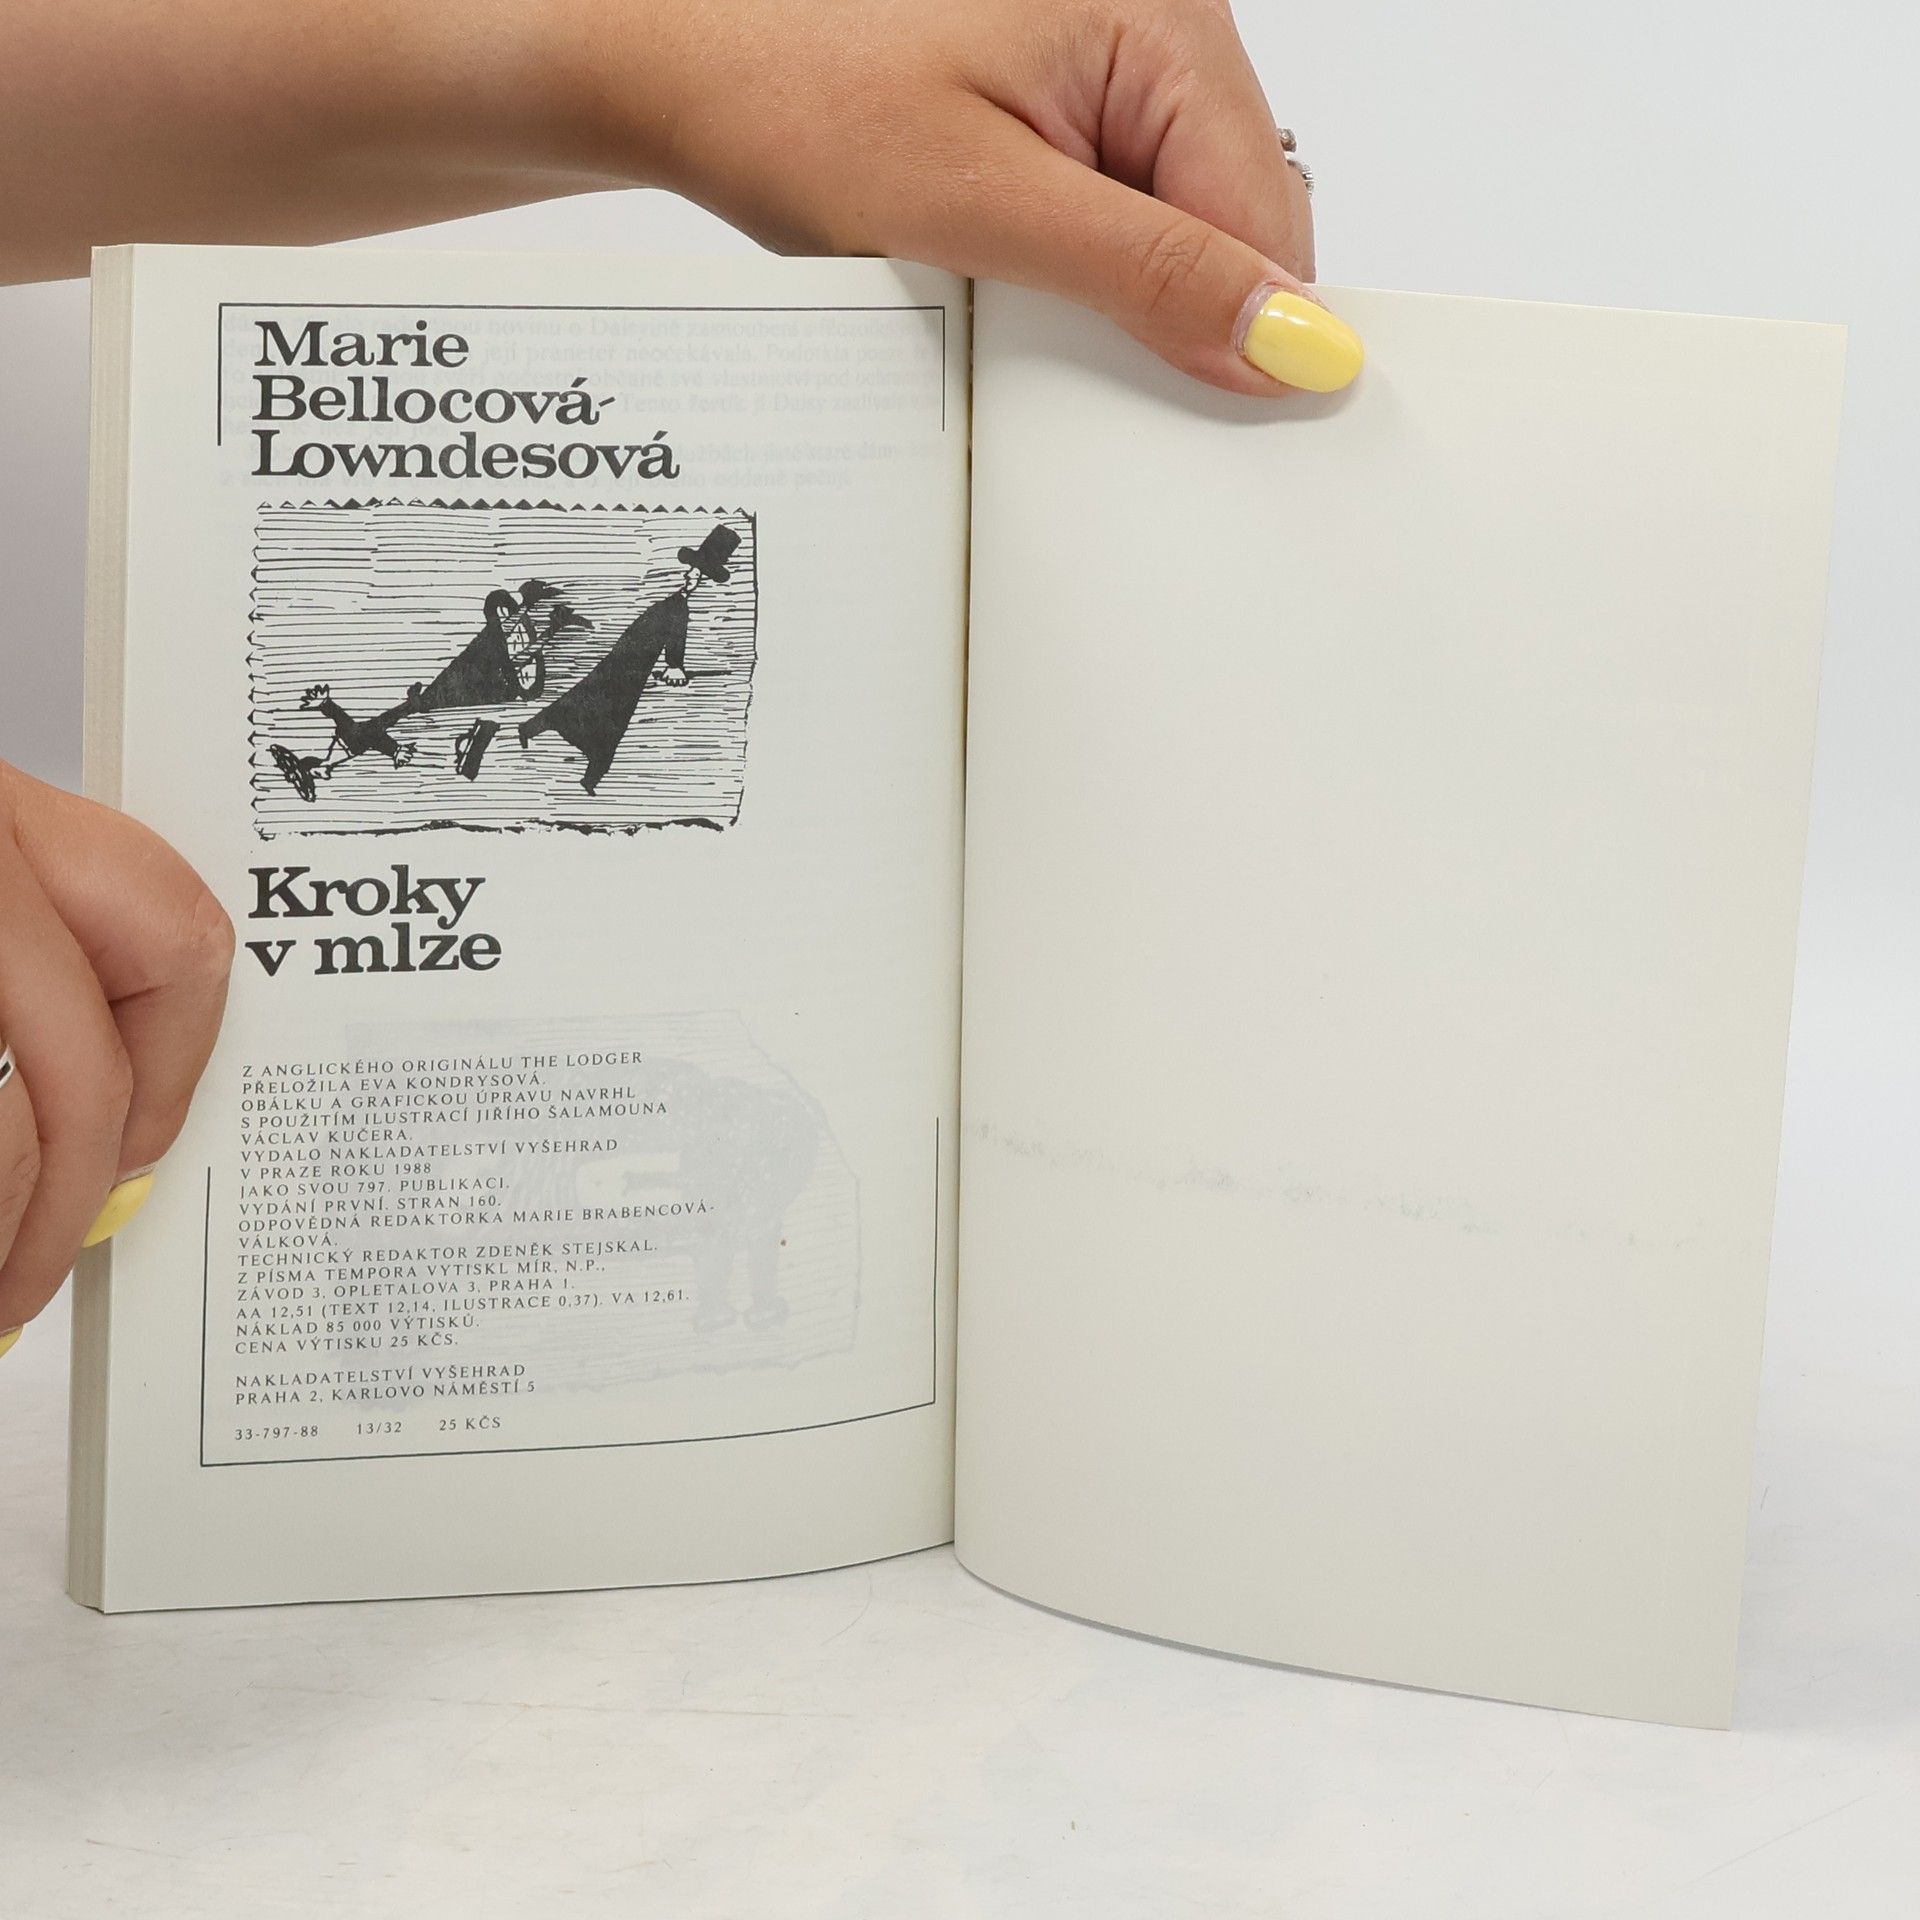 Marie
Bellocová-
Lowndesová
Kroky
v mlze
Z ANGLICKÉHO ORIGINÁLU THE LODGER
PŘELOŽILA EVA KONDRYSOVÁ.
OBÁLKU A GRAFICKOU ÚPRAVU NAVRHL
S POUŽITÍM ILUSTRACÍ JIŘÍHO ŠALAMOUNA
VÁCLAV KUČERA.
VYDALO NAKLADATELSTVÍ VYŠEHRAD
V PRAZE ROKU 1988
JAKO SVOU 797. PUBLIKACI.
VYDÁNÍ PRVNÍ. STRAN 160.
ODPOVĚDNÁ REDAKTORKA MARIE BRABENCOVÁ-
VÁLKOVÁ.
TECHNICKÝ REDAKTOR ZDENĚK STEJSKAL.
Z PÍSMA TEMPORA VYTISKL MÍR, N.P.,
ZÁVOD 3, OPLETALOVA 3, PRAHA 1.
AA 12,51 (TEXT 12,14, ILUSTRACE 0,37). VA 12,61.
NÁKLAD 85 000 VÝTISKŮ.
CENA VÝTISKU 25 KČS.
NAKLADATELSTVÍ VYŠEHRAD
PRAHA 2, KARLOVO NÁMĚSTÍ 5
33-797-88 13/32 25 KČS